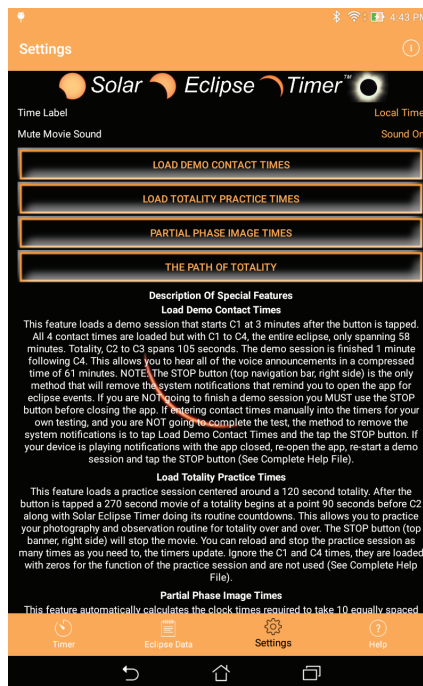 4:43 PM
Settings
Solar Eclipse Timer™
Time Label Local Time
Mute Movie Sound Sound On
LOAD DEMO CONTACT TIMES
LOAD TOTALITY PRACTICE TIMES
PARTIAL PHASE IMAGE TIMES
THE PATH OF TOTALITY
Description Of Special Features
Load Demo Contact Times
This feature loads a demo session that starts C1 at 3 minutes after the button is tapped.
All 4 contact times are loaded but with C1 to C4, the entire eclipse, only spanning 58
minutes. Totality, C2 to C3 spans 105 seconds. The demo session is finished 1 minute
following C4. This allows you to hear all of the voice announcements in a compressed
time of 61 minutes. NOTE: The STOP button (top navigation bar, right side) is the only
method that will remove the system notifications that remind you to open the app for
eclipse events. If you are NOT going to finish a demo session you MUST use the STOP
button before closing the app. If entering contact times manually into the timers for your
own testing, and you are NOT going to complete the test, the method to remove the
system notifications is to tap Load Demo Contact Times and the tap the STOP button. If
your device is playing notifications with the app closed, re-open the app, re-start a demo
session and tap the STOP button (See Complete Help File).
Load Totality Practice Times
This feature loads a practice session centered around a 120 second totality. After the
button is tapped a 270 second movie of a totality begins at a point 90 seconds before C2
along with Solar Eclipse Timer doing its routine countdowns. This allows you to practice
your photography and observation routine for totality over and over. The STOP button (top
banner, right side) will stop the movie. You can reload and stop the practice session as
many times as you need to, the timers update. Ignore the C1 and C4 times, they are loaded
with zeros for the function of the practice session and are not used (See Complete Help
File).
Partial Phase Image Times
This feature automatically calculates the clock times required to take 10 equally spaced
Timer Eclipse Data Settings Help